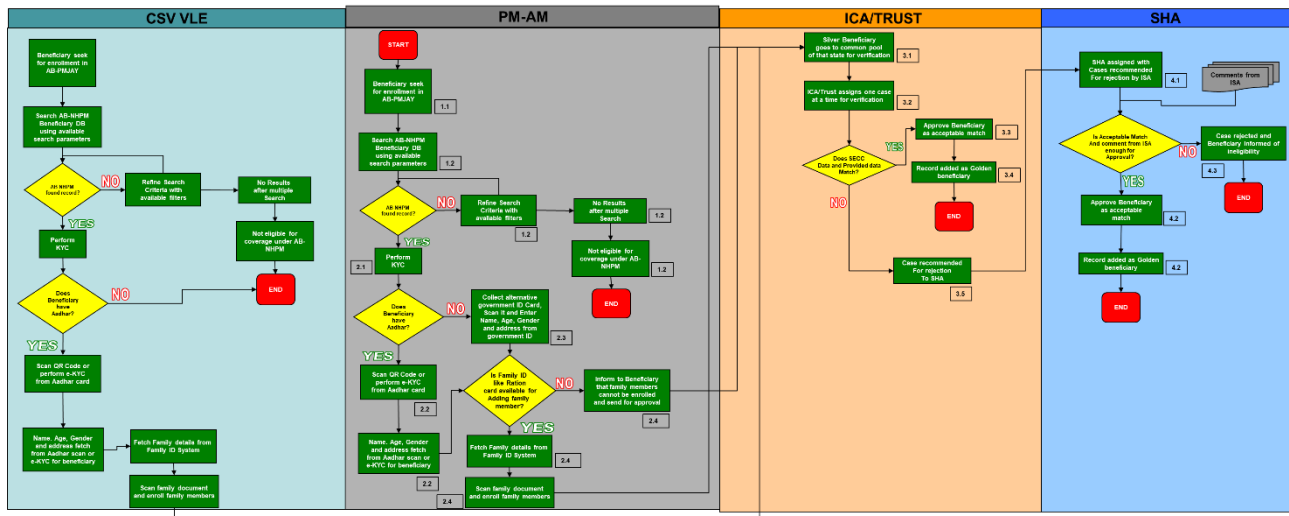 CSV VLE
Beneficiary seek
for enrollment in
AB-PMJAY
Search AB-NHPM
Beneficiary DB
using available
search parameters
AB NHPM
found record?
NO
Refine Search
Criteria with
available filters
No Results
after multiple
Search
Not eligible for
coverage under AB-
NHPM
END
YES
Perform
KYC
Does
Beneficiary
have
Aadhar?
NO
YES
Scan QR Code or
perform e-KYC
from Aadhar card
Name, Age, Gender
and address fetch
from Aadhar scan or
e-KYC for beneficiary
Fetch Family details from
Family ID System
Scan family document
and enroll family members
PM-AM
START
Beneficiary seek
for enrollment in
AB-PMJAY
1.1
Search AB-NHPM
Beneficiary DB
using available
search parameters
1.2
AB NHPM
found record?
NO
Refine Search
Criteria with
available filters
1.2
No Results
after multiple
Search
1.2
Not eligible for
coverage under AB-
NHPM
1.2
END
YES
2.1
Perform
KYC
Does
Beneficiary
have
Aadhar?
NO
Collect alternative
government ID Card,
Scan it and Enter
Name, Age, Gender
and address from
government ID
2.3
YES
Scan QR Code or
perform e-KYC
from Aadhar card
2.2
Is Family ID
like Ration
card available for
Adding family
member?
NO
Inform to Beneficiary
that family members
cannot be enrolled
and send for approval
2.4
YES
Name, Age, Gender
and address fetch
from Aadhar scan or
e-KYC for beneficiary
2.2
Fetch Family details from
Family ID System
2.4
Scan family document
and enroll family members
2.4
ICA/TRUST
Silver Beneficiary
goes to common pool
of that state for verification
3.1
ICA/Trust assigns one case
at a time for verification
3.2
Does SECC
Data and Provided data
Match?
YES
Approve Beneficiary
as acceptable match
3.3
Record added as Golden
beneficiary
3.4
END
NO
Case recommended
For rejection
To SHA
3.5
SHA
SHA assigned with
Cases recommended
For rejection by ISA
4.1
Comments from
ISA
Is Acceptable Match
And comment from ISA
enough for
Approval?
NO
Case rejected and
Beneficiary Informed of
ineligibility
4.3
END
YES
Approve Beneficiary
as acceptable
match
4.2
Record added as Golden
beneficiary
4.2
END